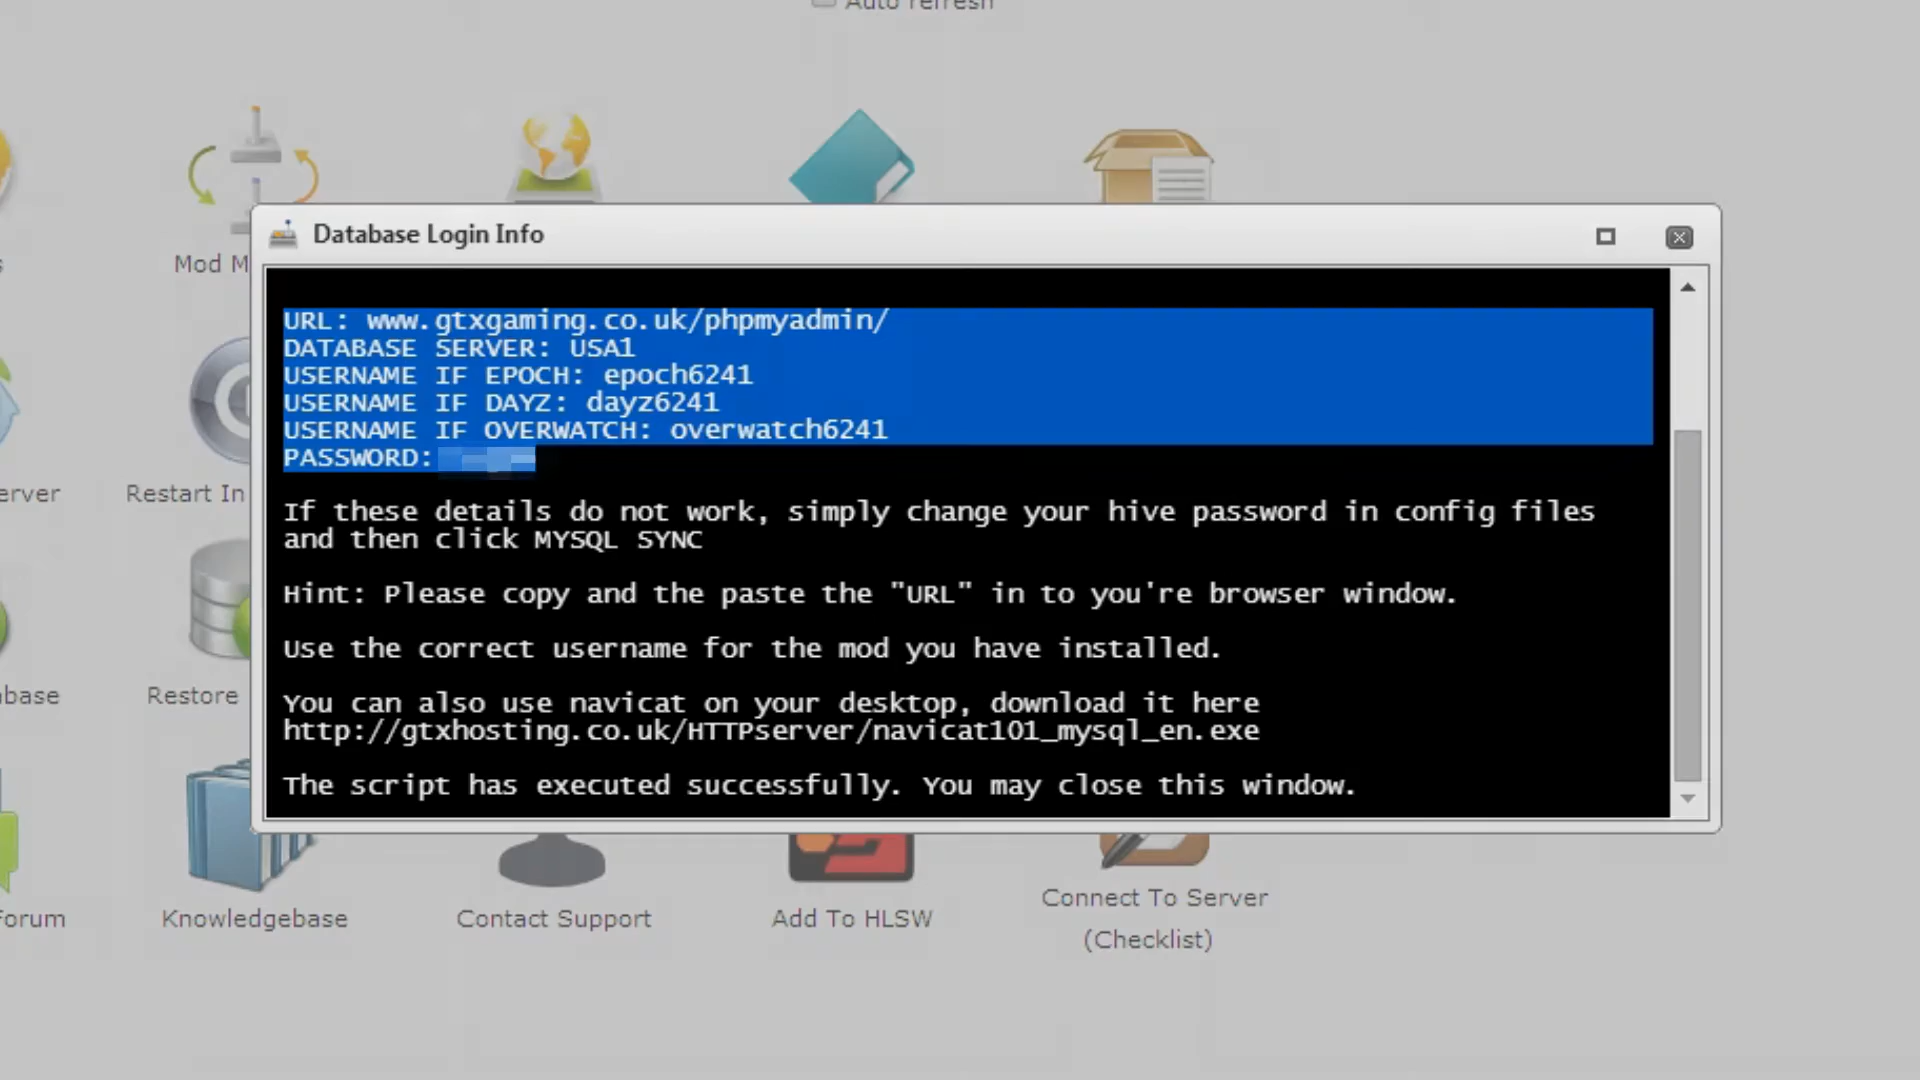 Auto refresh
Database Login Info
Mod M
URL: www.gtxgaming.co.uk/phpmyadmin/
DATABASE SERVER: USA1
USERNAME IF EPOCH: epoch6241
USERNAME IF DAYZ: dayz6241
USERNAME IF OVERWATCH: overwatch6241
PASSWORD:
If these details do not work, simply change your hive password in config files
and then click MYSQL SYNC
Hint: Please copy and the paste the "URL" in to you're browser window.
Use the correct username for the mod you have installed.
You can also use navicat on your desktop, download it here
http://gtxhosting.co.uk/HTTPserver/navicat101_mysql_en.exe
The script has executed successfully. You may close this window.
erver
Restart In
abase
Restore
Forum
Knowledgebase
Contact Support
Add To HLSW
Connect To Server
(Checklist)